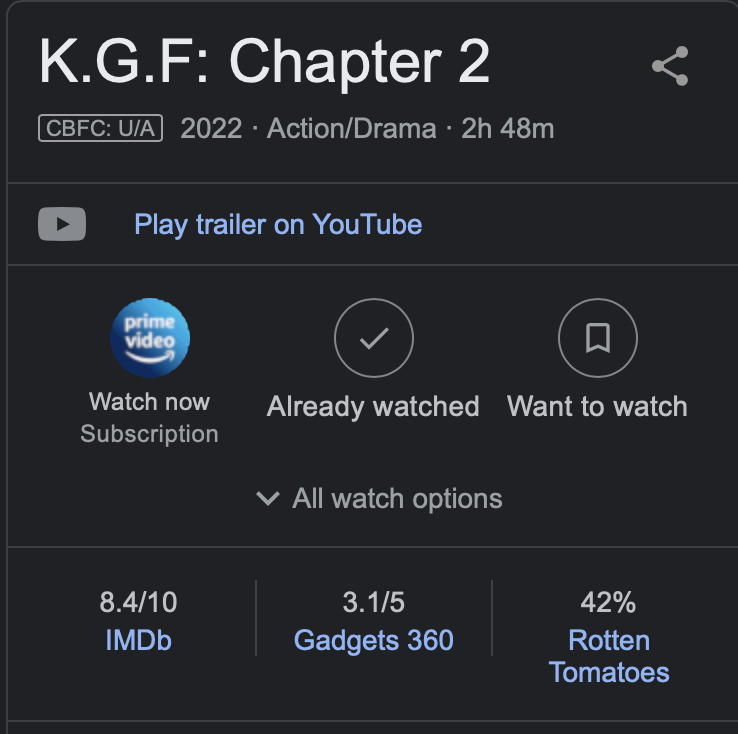 K.G.F: Chapter 2
CBFC: U/A 2022 · Action/Drama · 2h 48m
Play trailer on YouTube
prime
video
Watch now
Subscription
Already watched
Want to watch
All watch options
8.4/10
IMDb
3.1/5
Gadgets 360
42%
Rotten
Tomatoes